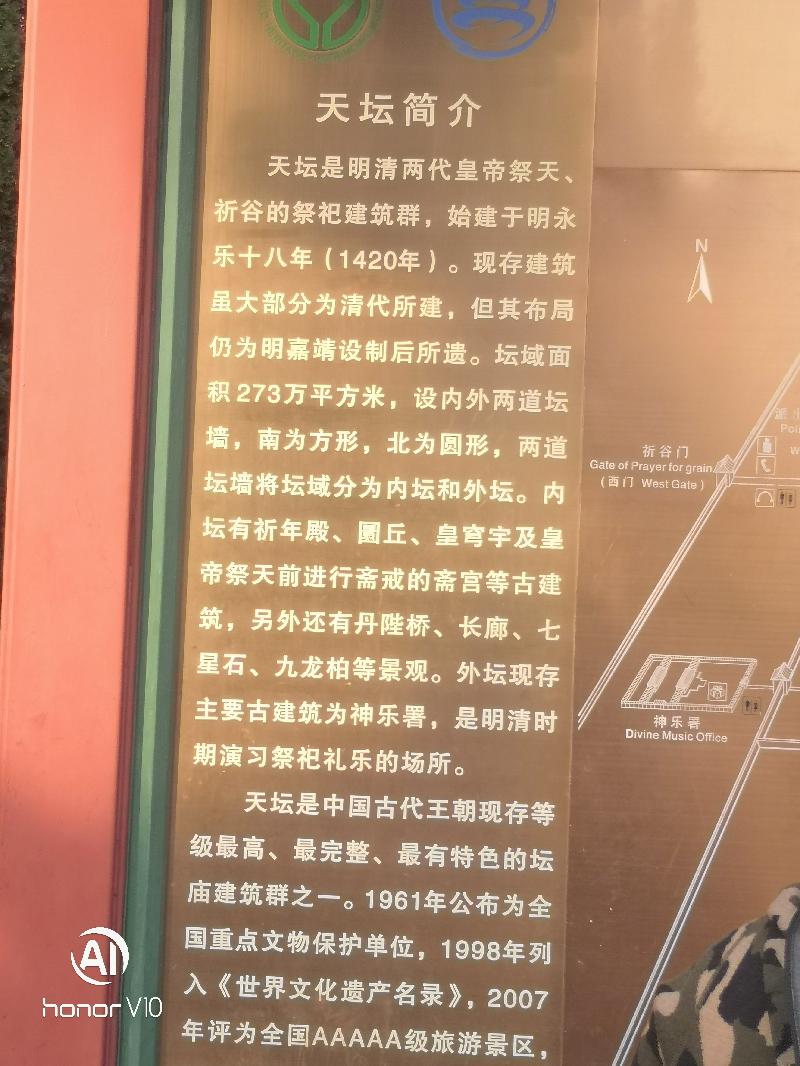 天坛简介
天坛是明清两代皇帝祭天、
祈谷的祭祀建筑群，始建于明永
乐十八年（1420年）。现存建筑
虽大部分为清代所建，但其布局
仍为明嘉靖设制后所遗。坛域面
积273万平方米，设内外两道坛
墙，南为方形，北为圆形，两道
坛墙将坛域分为内坛和外坛。内
坛有祈年殿、圜丘、皇穹宇及皇
帝祭天前进行斋戒的斋宫等古建
筑，另外还有丹陛桥、长廊、七
星石、九龙柏等景观。外坛现存
主要古建筑为神乐署，是明清时
期演习祭祀礼乐的场所。
天坛是中国古代王朝现存等
级最高、最完整、最有特色的坛
庙建筑群之一。1961年公布为全
国重点文物保护单位，1998年列
入《世界文化遗产名录》，2007
年评为全国AAAAA级旅游景区，
N
祈谷门
Gate of Prayer for grain
（西门 West Gate）
神乐署
Divine Music Office
AI
honor V10